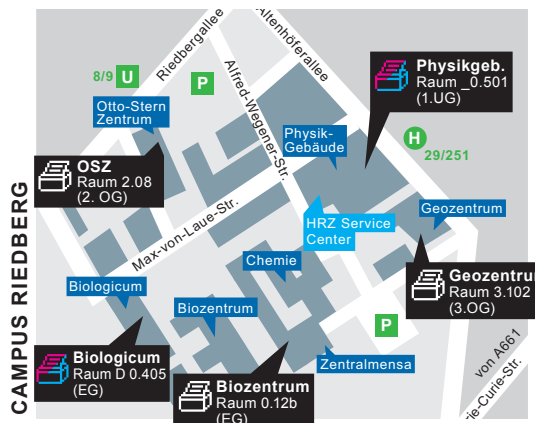 CAMPUS RIEDBERG
Riedbergallee
Altenhöferallee
8/9 U
P
Alfred-Wegener-Str.
Physikgeb.
Raum _0.501
(1.UG)
Otto-Stern
Zentrum
Physik-
Gebäude
H
29/251
OSZ
Raum 2.08
(2. OG)
Max-von-Laue-Str.
Geozentrum
HRZ Service
Center
Chemie
Biologicum
Biozentrum
Geozentrum
Raum 3.102
(3.OG)
P
Biologicum
Raum D 0.405
(EG)
Biozentrum
Raum 0.12b
(EG)
Zentralmensa
von A661
rie-Curie-Str.